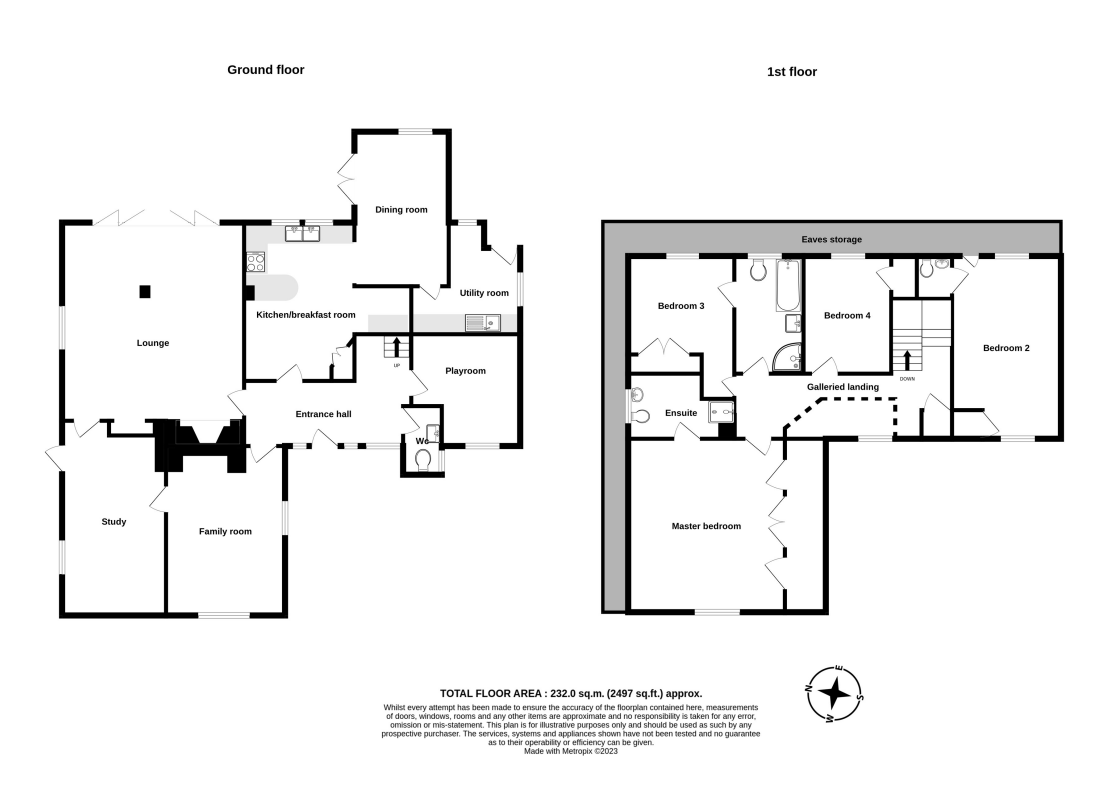 Ground floor
1st floor
Dining room
Eaves storage
Utility room
Kitchen/breakfast room
Lounge
Bedroom 3
Bedroom 4
Bedroom 2
UP
Playroom
DOWN
Galleried landing
Entrance hall
Ensuite
Wc
Study
Family room
Master bedroom
N
E
S
W
TOTAL FLOOR AREA : 232.0 sq.m. (2497 sq.ft.) approx.
Whilst every attempt has been made to ensure the accuracy of the floorplan contained here, measurements
of doors, windows, rooms and any other items are approximate and no responsibility is taken for any error,
omission or mis-statement. This plan is for illustrative purposes only and should be used as such by any
prospective purchaser. The services, systems and appliances shown have not been tested and no guarantee
as to their operability or efficiency can be given.
Made with Metropix ©2023